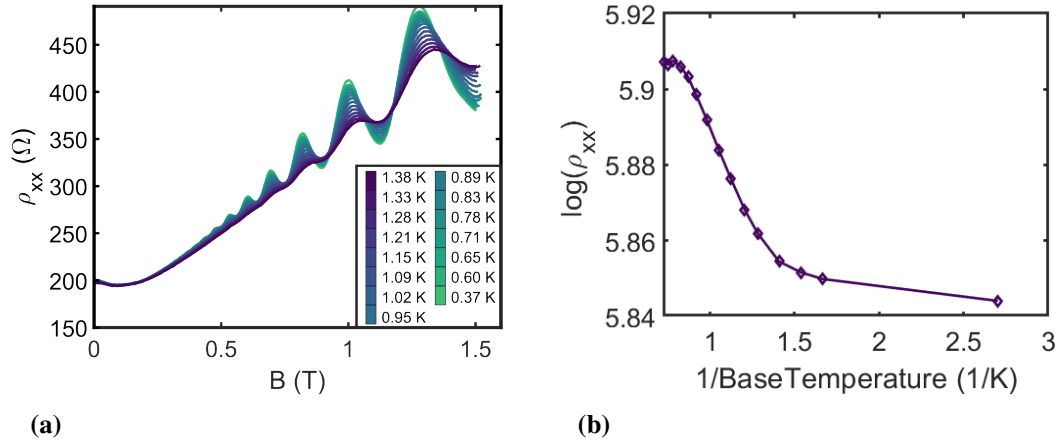 450
400
350
300
250
200
150
ρxx (Ω)
0
0.5
1
1.5
B (T)
1.38 K
1.33 K
1.28 K
1.21 K
1.15 K
1.09 K
1.02 K
0.95 K
0.89 K
0.83 K
0.78 K
0.71 K
0.65 K
0.60 K
0.37 K
(a)
5.92
5.9
5.88
5.86
5.84
log(ρxx)
1
1.5
2
2.5
3
1/BaseTemperature (1/K)
(b)